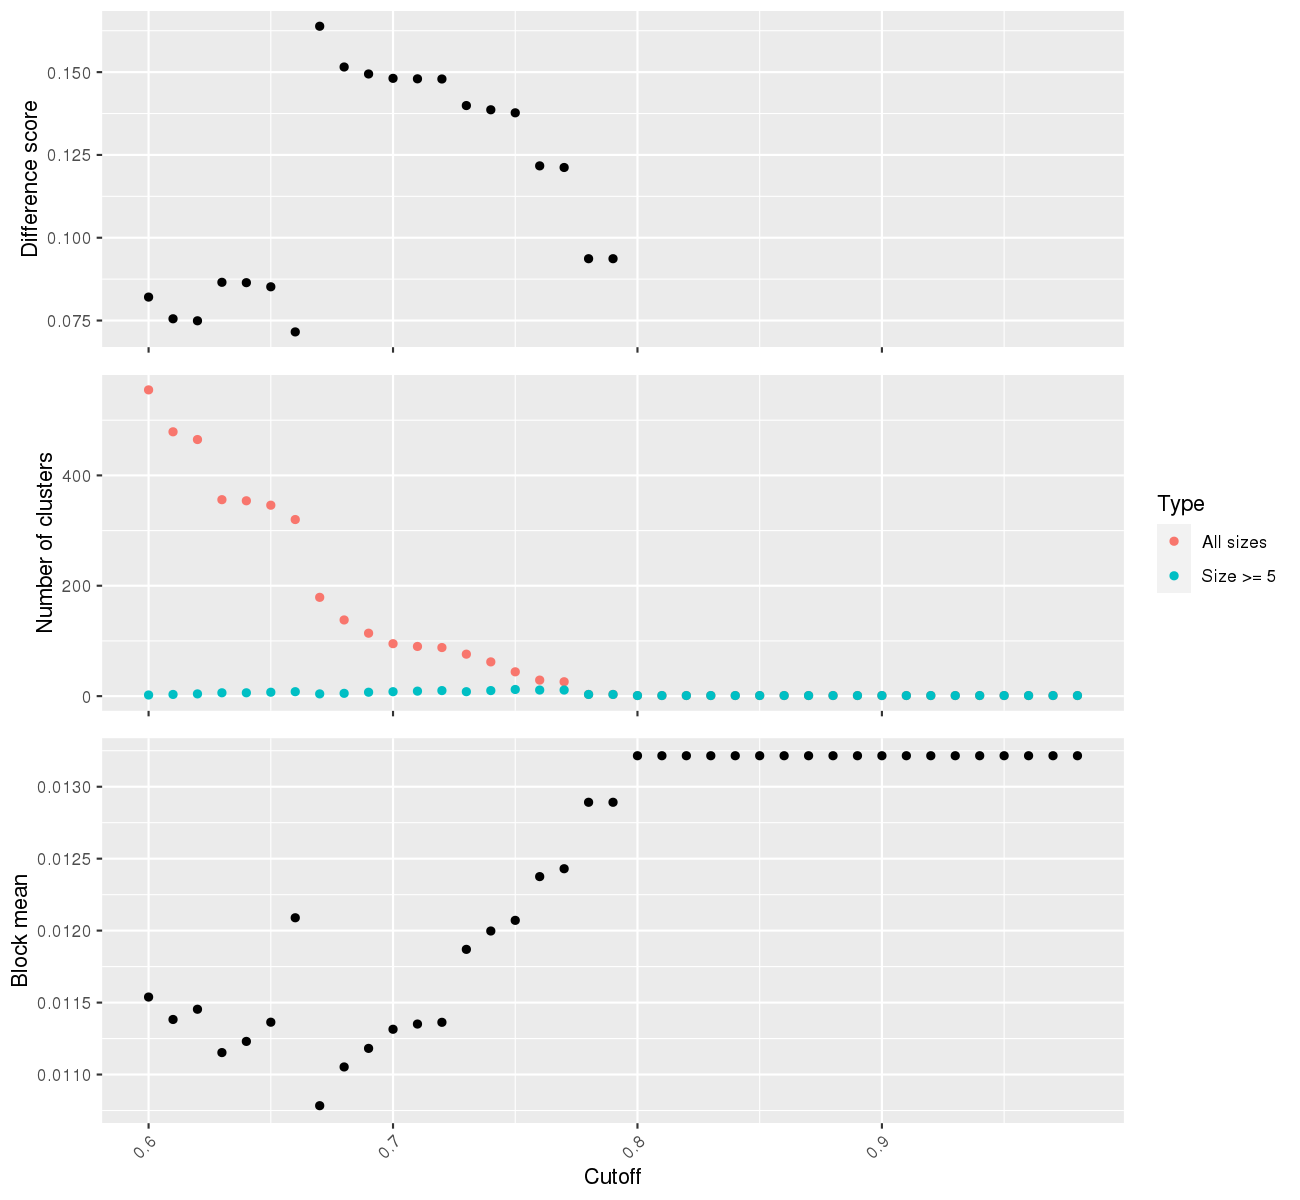 0.150
0.125
0.100
0.075
Difference score
400
200
0
Number of clusters
Type
All sizes
Size >= 5
0.0130
0.0125
0.0120
0.0115
0.0110
Block mean
0.6
0.7
0.8
0.9
Cutoff